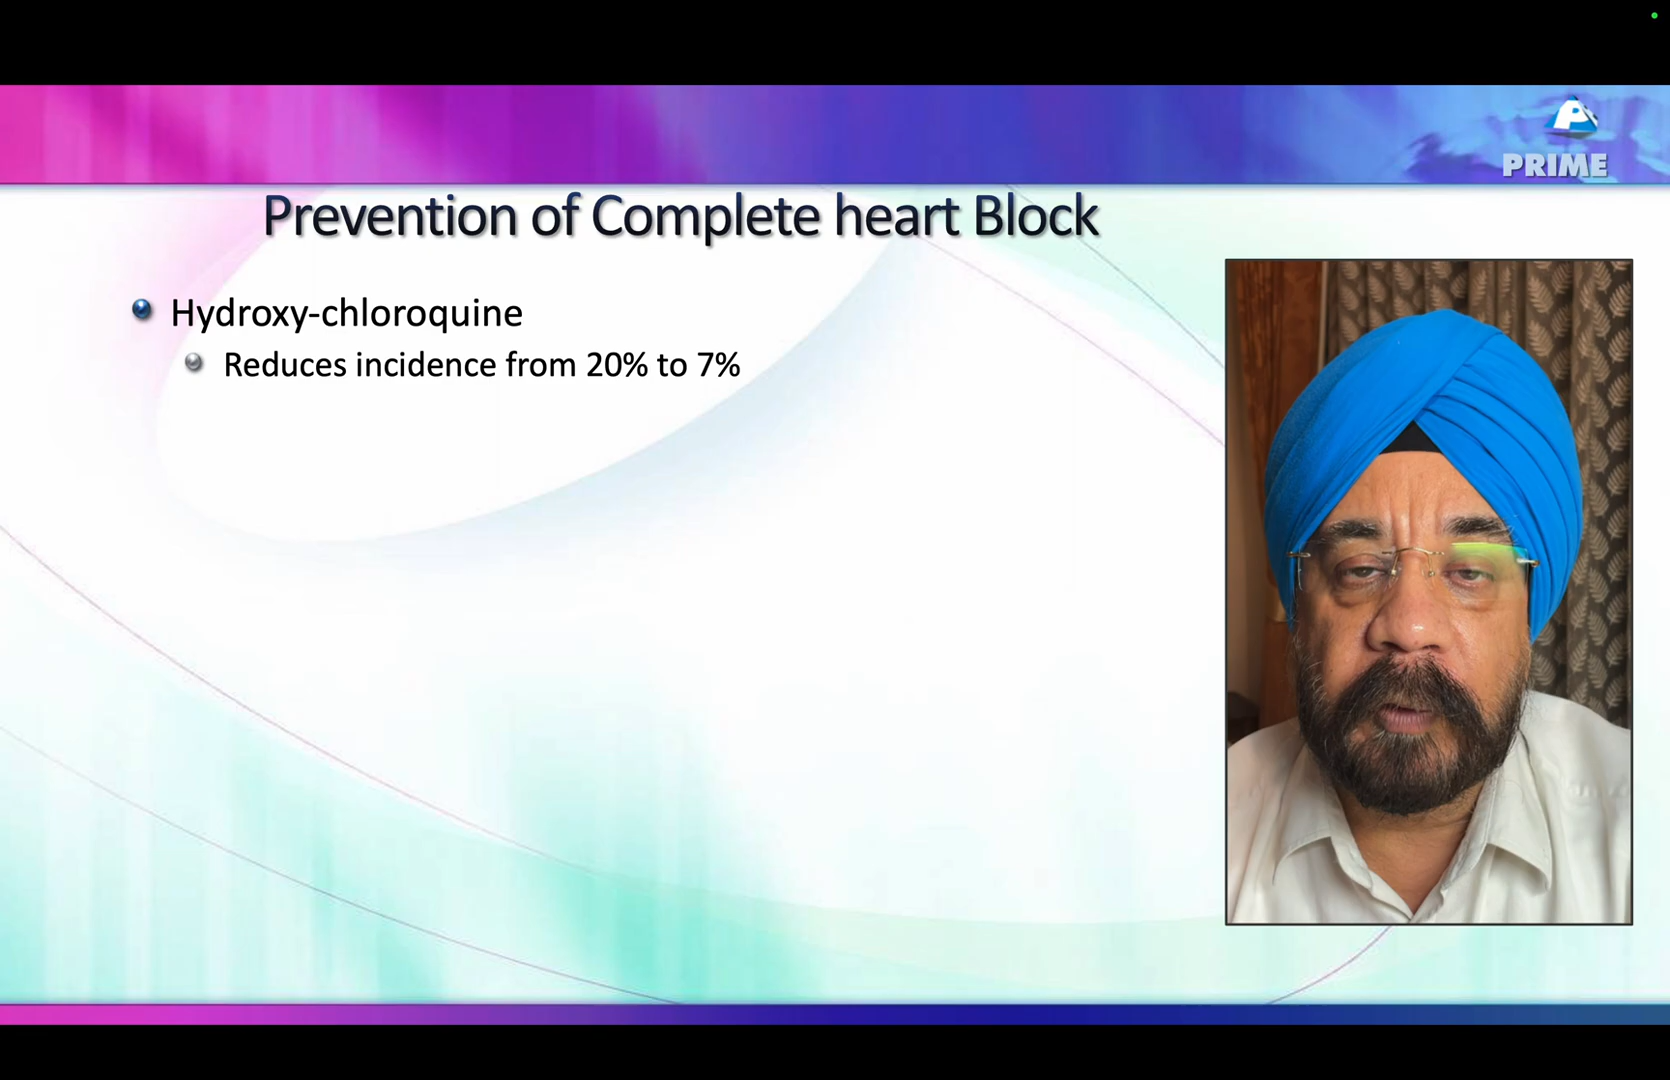 PRIME
Prevention of Complete heart Block
Hydroxy-chloroquine
Reduces incidence from 20% to 7%